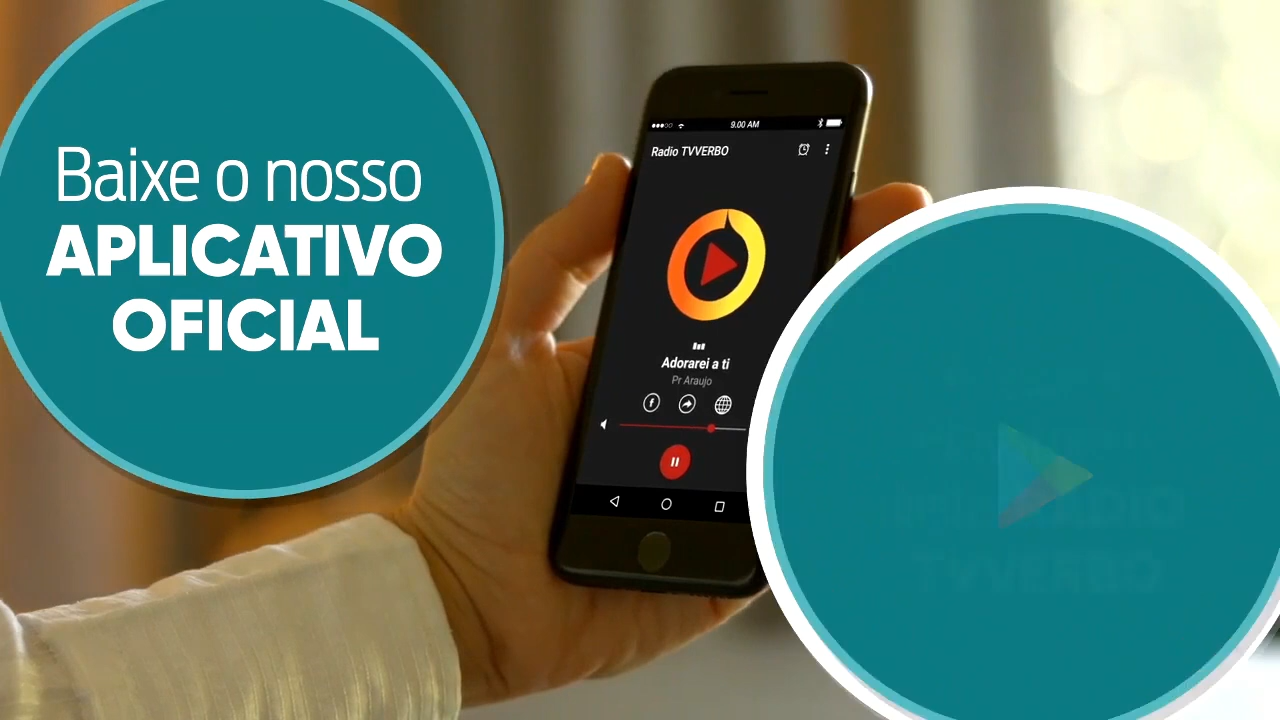 Baixe o nosso
APLICATIVO
OFICIAL
9.00 AM
Radio TVVERBO
Adorarei a ti
Pr Araujo